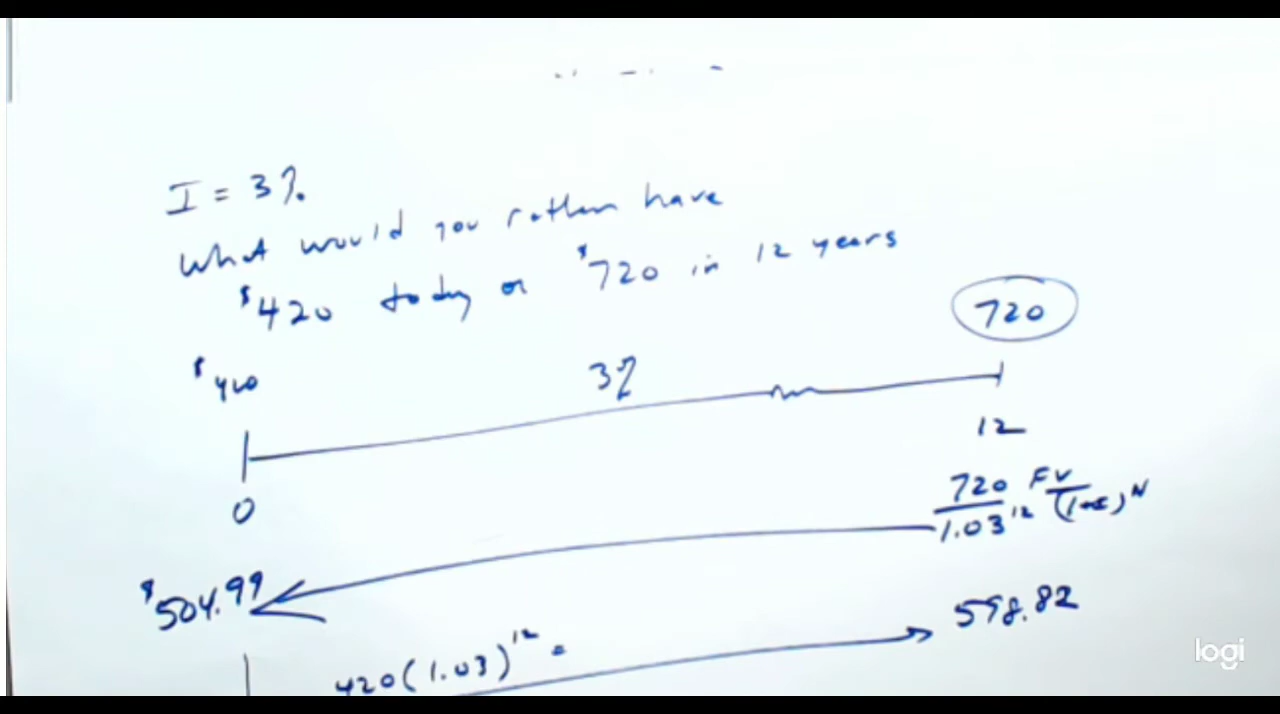 I = 3%
What would you rather have
$420 today or $720 in 12 years
720
$420
3%
12
0
720 FV
1.03^12 (1+I)^N
$504.99
598.82
420(1.03)^12 =
logi